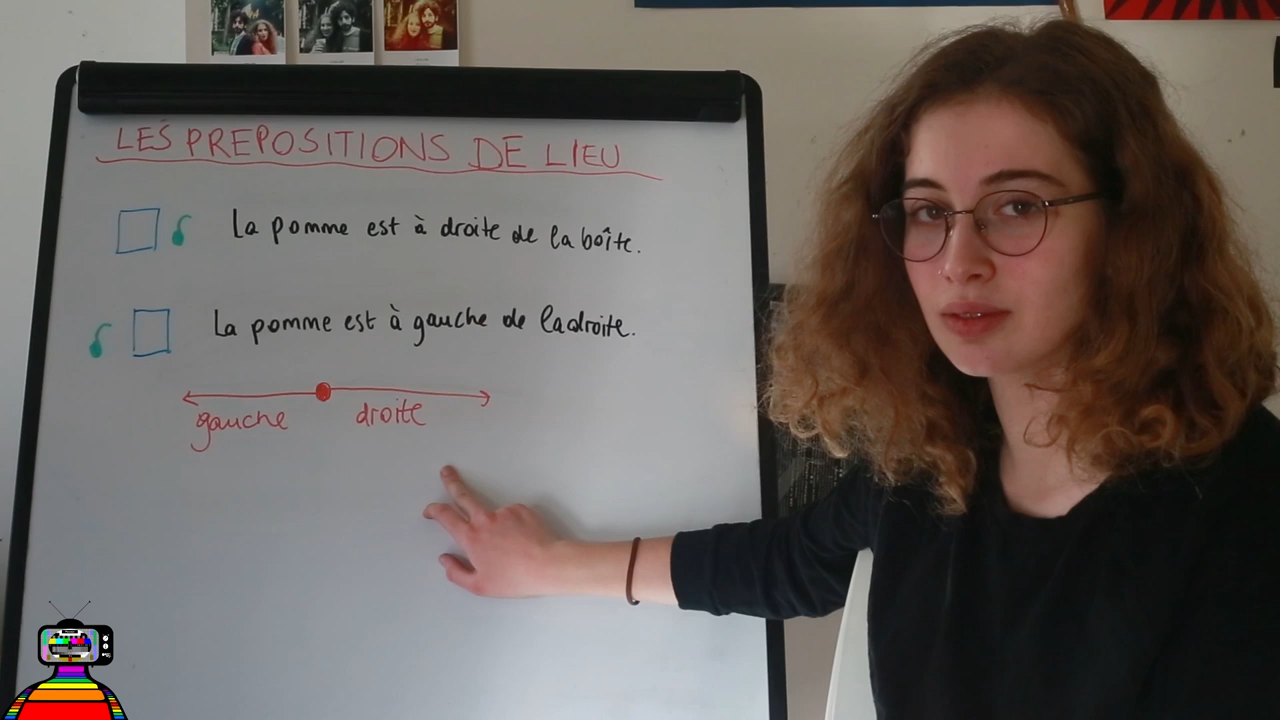 LES PREPOSITIONS DE LIEU
La pomme est à droite de la boîte.
La pomme est à gauche de la droite.
gauche droite